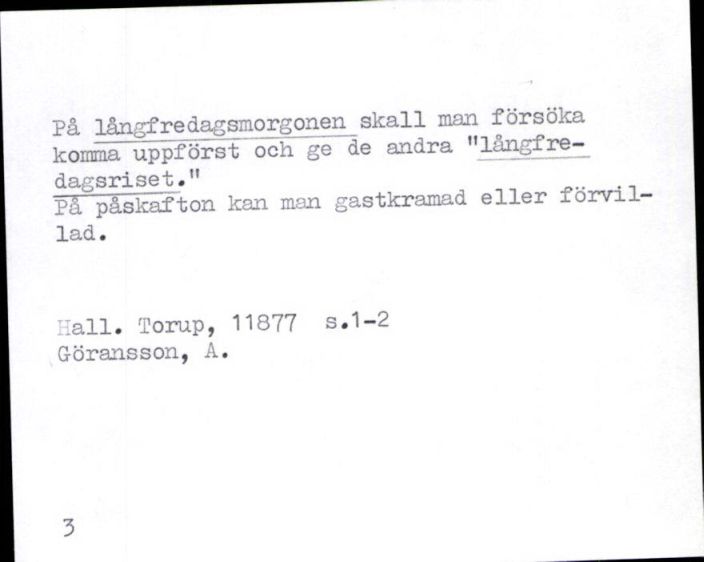 På långfredagsmorgonen skall man försöka
komma uppförst och ge de andra "långfre-
dagsriset."
På påskafton kan man gastkramad eller förvil-
lad.
Hall. Torup, 11877 s.1-2
Göransson, A.
3